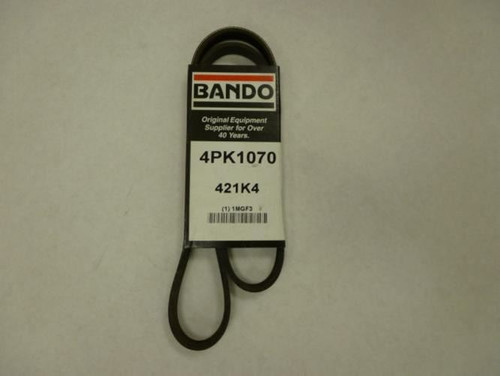 BANDO
Original Equipment
Supplier for Over
40 Years.
4PK1070
421K4
(1) 1MGF3